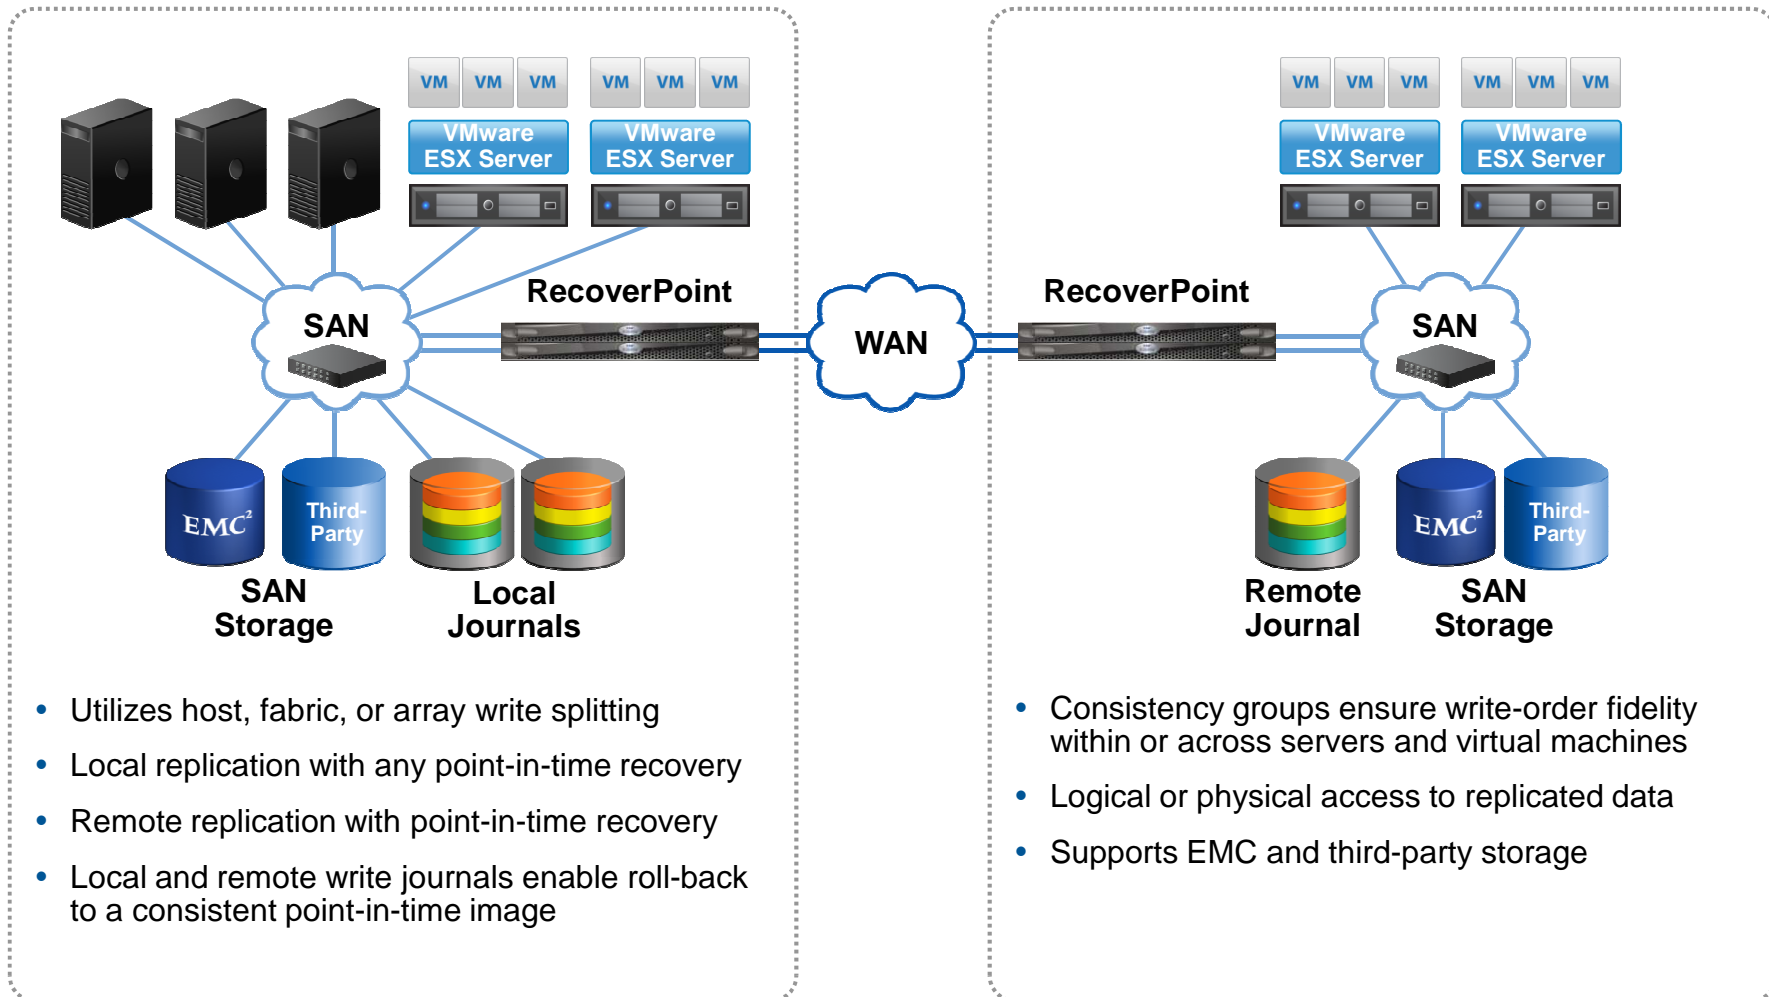 VM VM VM VM VM VM
VMware
ESX Server
VMware
ESX Server
RecoverPoint
SAN
EMC²
Third-
Party
SAN
Storage
Local
Journals
• Utilizes host, fabric, or array write splitting
• Local replication with any point-in-time recovery
• Remote replication with point-in-time recovery
• Local and remote write journals enable roll-back
to a consistent point-in-time image
WAN
VM VM VM VM VM VM
VMware
ESX Server
VMware
ESX Server
RecoverPoint
SAN
EMC²
Third-
Party
Remote
Journal
SAN
Storage
• Consistency groups ensure write-order fidelity
within or across servers and virtual machines
• Logical or physical access to replicated data
• Supports EMC and third-party storage